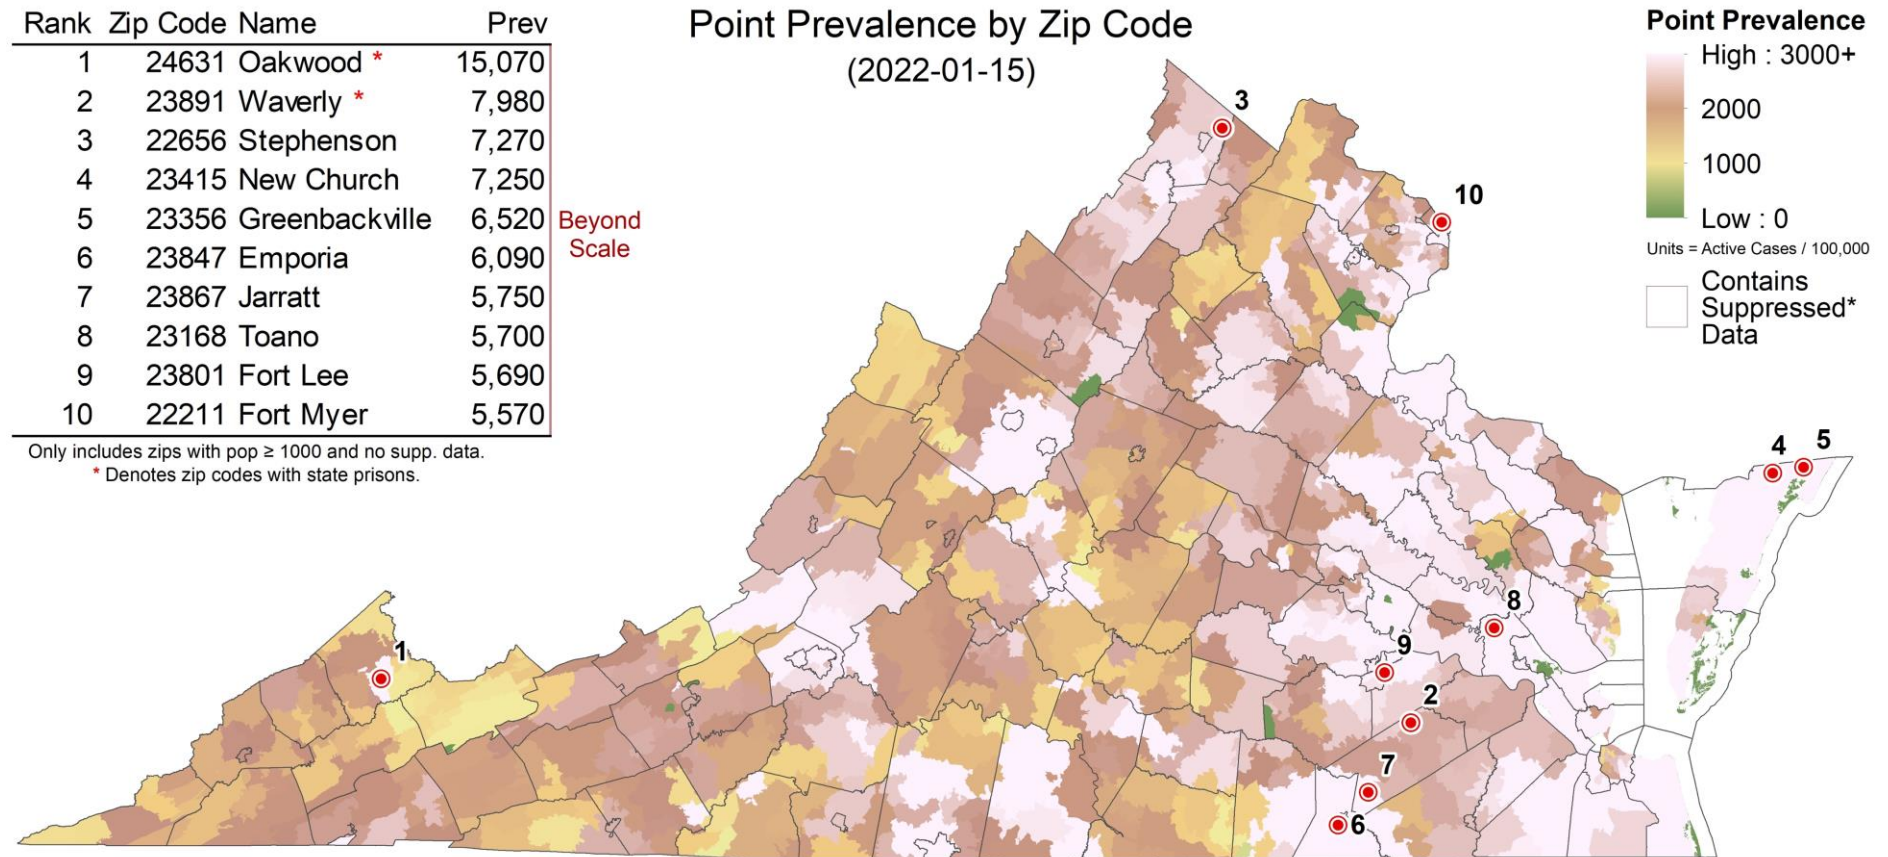 Point Prevalence by Zip Code
(2022-01-15)
Rank Zip Code Name Prev
1 24631 Oakwood * 15,070
2 23891 Waverly * 7,980
3 22656 Stephenson 7,270
4 23415 New Church 7,250
5 23356 Greenbackville 6,520
6 23847 Emporia 6,090
7 23867 Jarratt 5,750
8 23168 Toano 5,700
9 23801 Fort Lee 5,690
10 22211 Fort Myer 5,570
Beyond
Scale
Only includes zips with pop ≥ 1000 and no supp. data.
* Denotes zip codes with state prisons.
Point Prevalence
High : 3000+
2000
1000
Low : 0
Units = Active Cases / 100,000
Contains
Suppressed*
Data
3
10
4
5
8
1
9
2
7
6